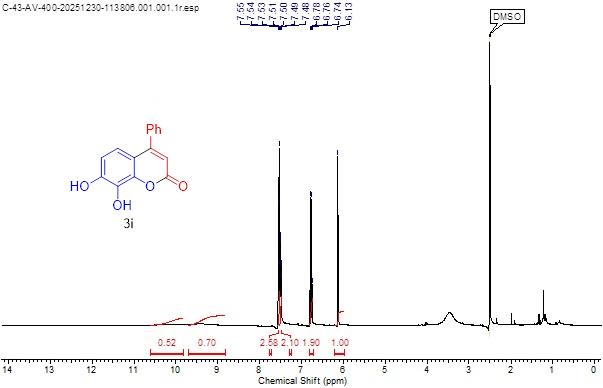 C-43-AV-400-20251230-113806.001.001.1r.esp
7.55
7.54
7.53
7.51
7.50
7.49
7.48
6.78
6.76
6.74
6.13
DMSO
Ph
HO
OH
O
O
3i
0.52 0.70 2.58 2.10 1.90 1.00
14 13 12 11 10 9 8 7 6 5 4 3 2 1 0
Chemical Shift (ppm)